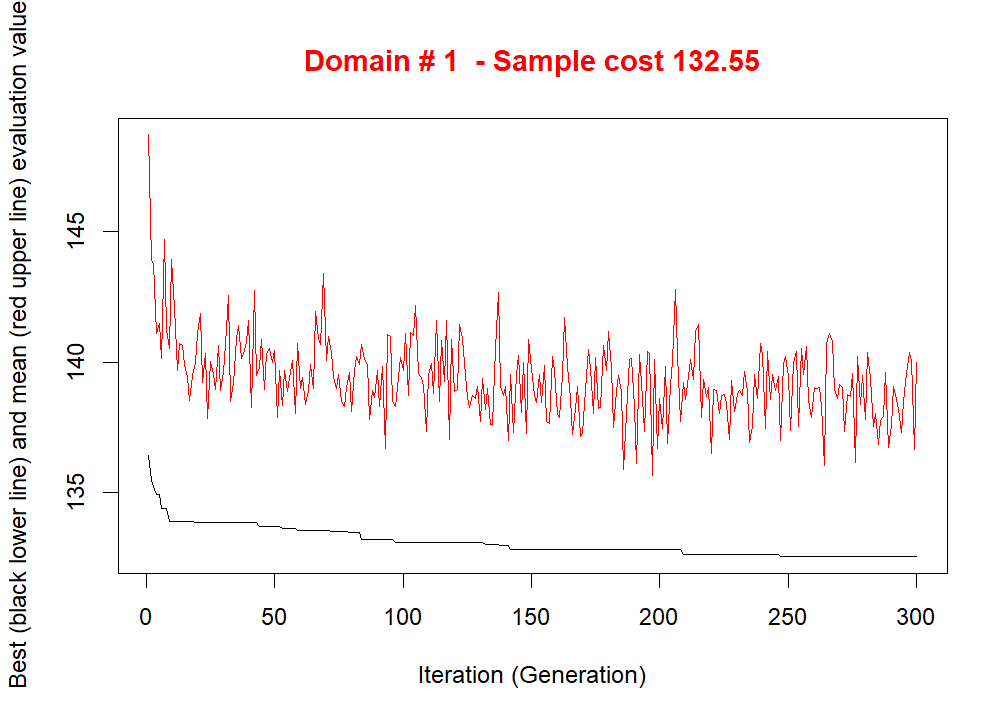 Domain # 1  - Sample cost 132.55
Best (black lower line) and mean (red upper line) evaluation value
145
140
135
0 50 100 150 200 250 300
Iteration (Generation)